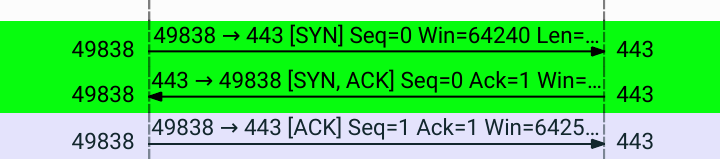 49838 → 443 [SYN] Seq=0 Win=64240 Len=...
49838 443
443 → 49838 [SYN, ACK] Seq=0 Ack=1 Win=...
49838 443
49838 → 443 [ACK] Seq=1 Ack=1 Win=6425...
49838 443